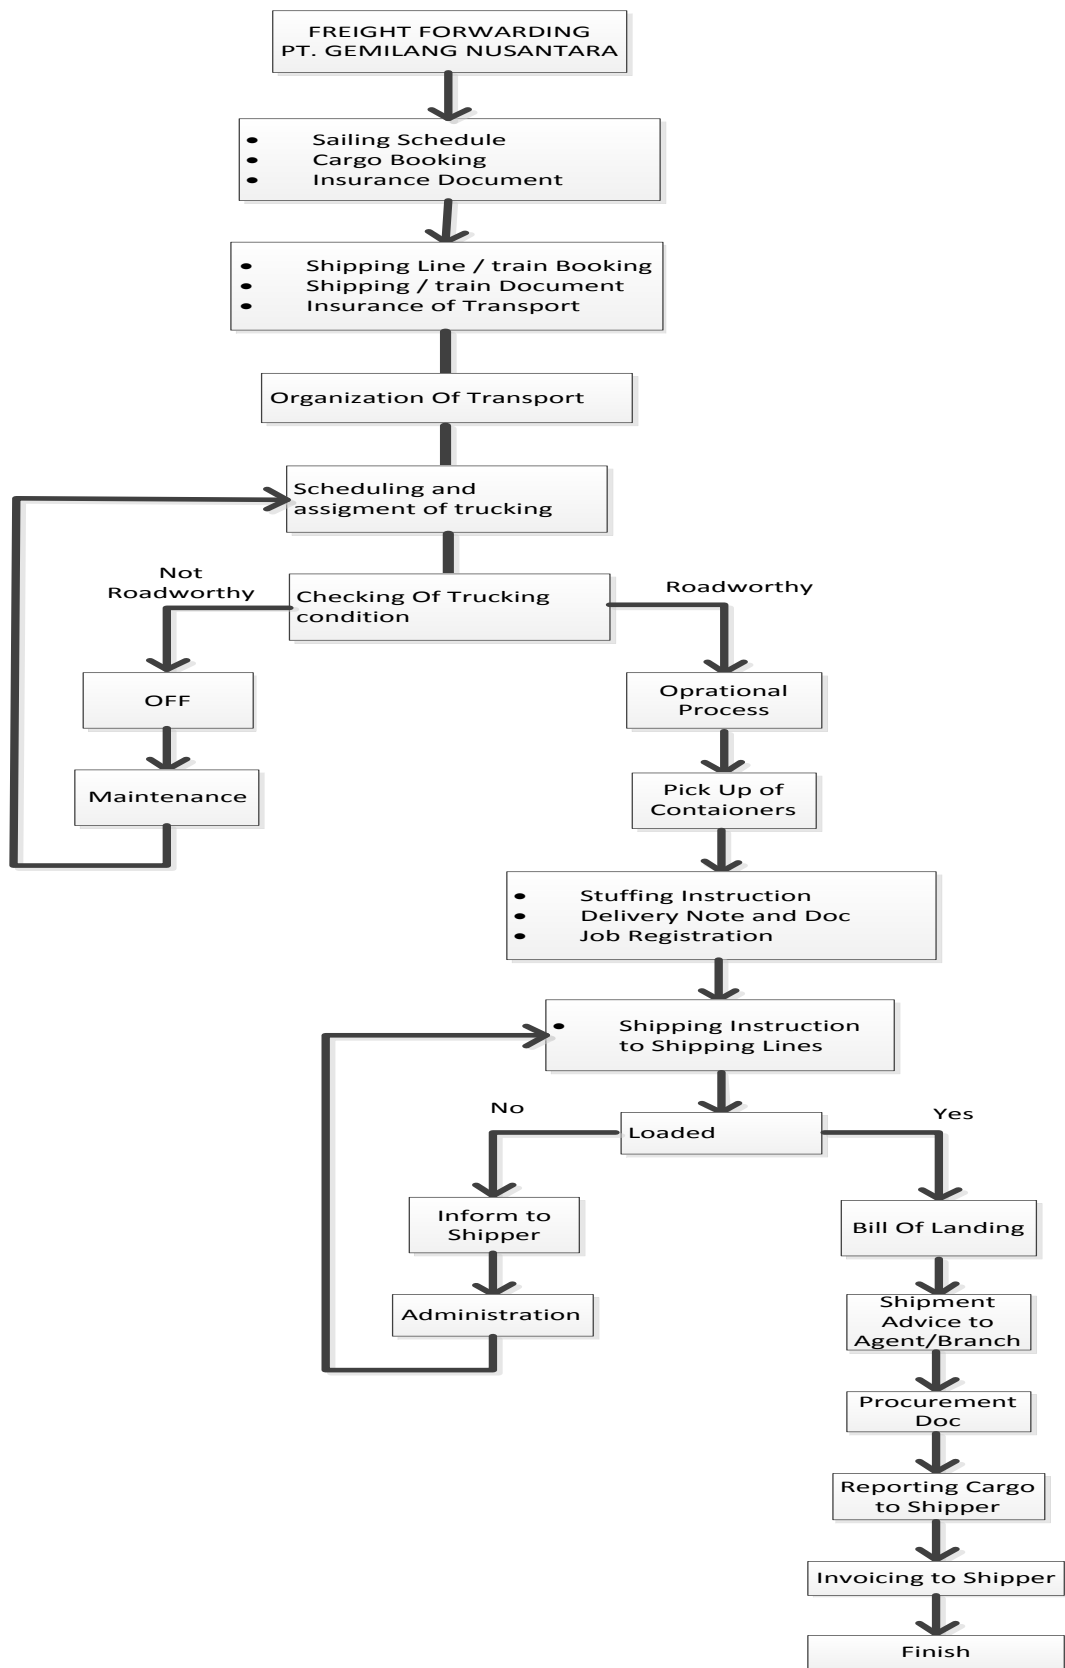 FREIGHT FORWARDING
PT. GEMILANG NUSANTARA
• Sailing Schedule
• Cargo Booking
• Insurance Document
• Shipping Line / train Booking
• Shipping / train Document
• Insurance of Transport
Organization Of Transport
Scheduling and
assigment of trucking
Not
Roadworthy
Checking Of Trucking
condition
Roadworthy
OFF
Maintenance
Oprational
Process
Pick Up of
Contaioners
• Stuffing Instruction
• Delivery Note and Doc
• Job Registration
• Shipping Instruction
to Shipping Lines
No
Loaded
Yes
Inform to
Shipper
Administration
Bill Of Landing
Shipment
Advice to
Agent/Branch
Procurement
Doc
Reporting Cargo
to Shipper
Invoicing to Shipper
Finish